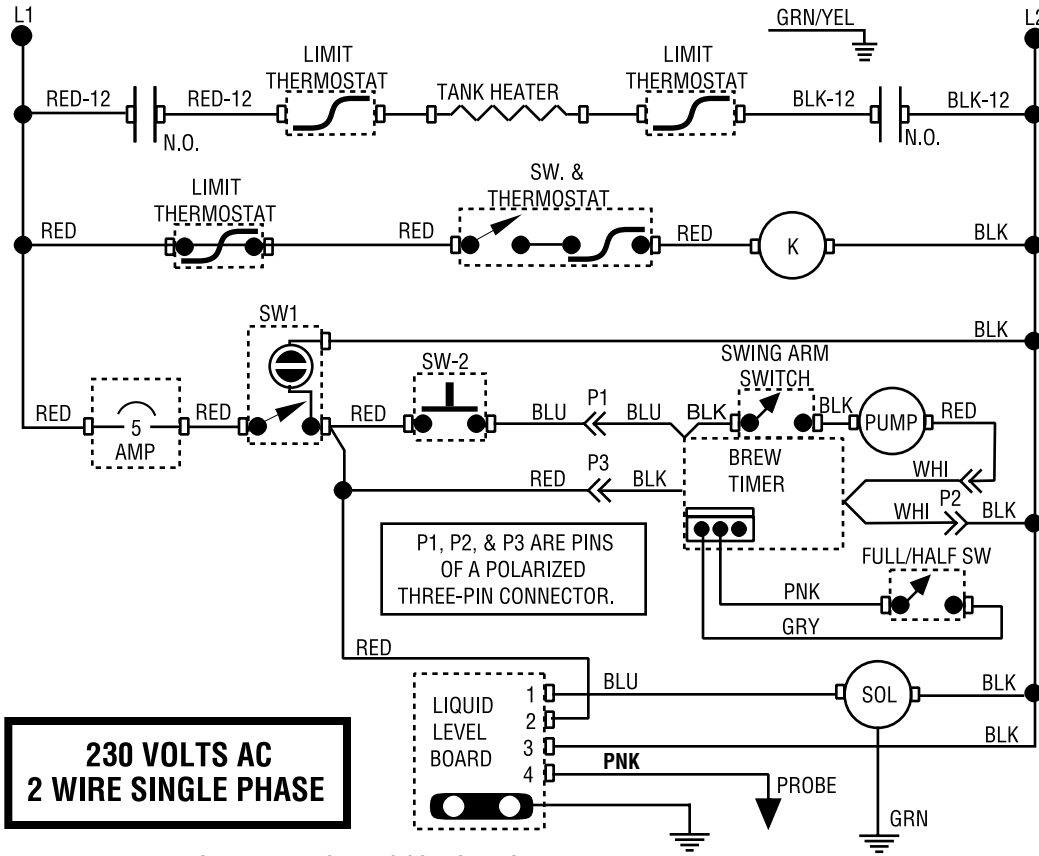 L1
GRN/YEL
L2
LIMIT
THERMOSTAT
LIMIT
THERMOSTAT
RED-12
RED-12
TANK HEATER
BLK-12
BLK-12
N.O.
N.O.
LIMIT
THERMOSTAT
SW. &
THERMOSTAT
RED
RED
RED
K
BLK
SW1
BLK
SW-2
SWING ARM
SWITCH
RED
5
AMP
RED
RED
BLU
P1
BLU
BLK
BLK
PUMP
RED
BREW
TIMER
RED
P3
BLK
WHI
WHI
P2
BLK
P1, P2, & P3 ARE PINS
OF A POLARIZED
THREE-PIN CONNECTOR.
FULL/HALF SW
PNK
GRY
RED
LIQUID
LEVEL
BOARD
1
2
3
4
BLU
SOL
BLK
BLK
PNK
PROBE
GRN
230 VOLTS AC
2 WIRE SINGLE PHASE